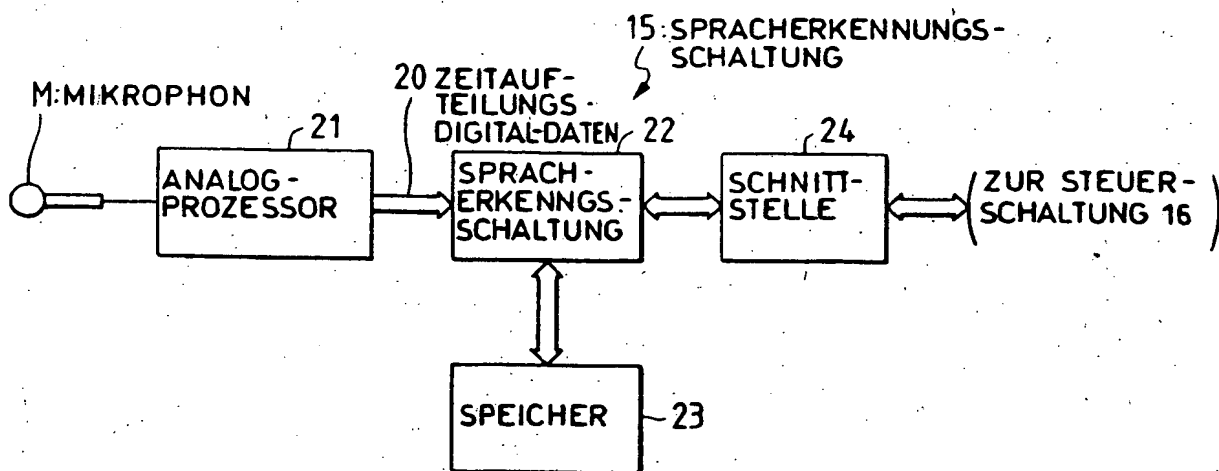 15:SPRACHERKENNUNGS-
SCHALTUNG
M:MIKROPHON
20 ZEITAUF-
TEILUNGS-
DIGITAL-DATEN
21
22
24
ANALOG-
PROZESSOR
SPRACH-
ERKENNGS.-
SCHALTUNG
SCHNITT-
STELLE
(ZUR STEUER-
SCHALTUNG 16)
SPEICHER
23